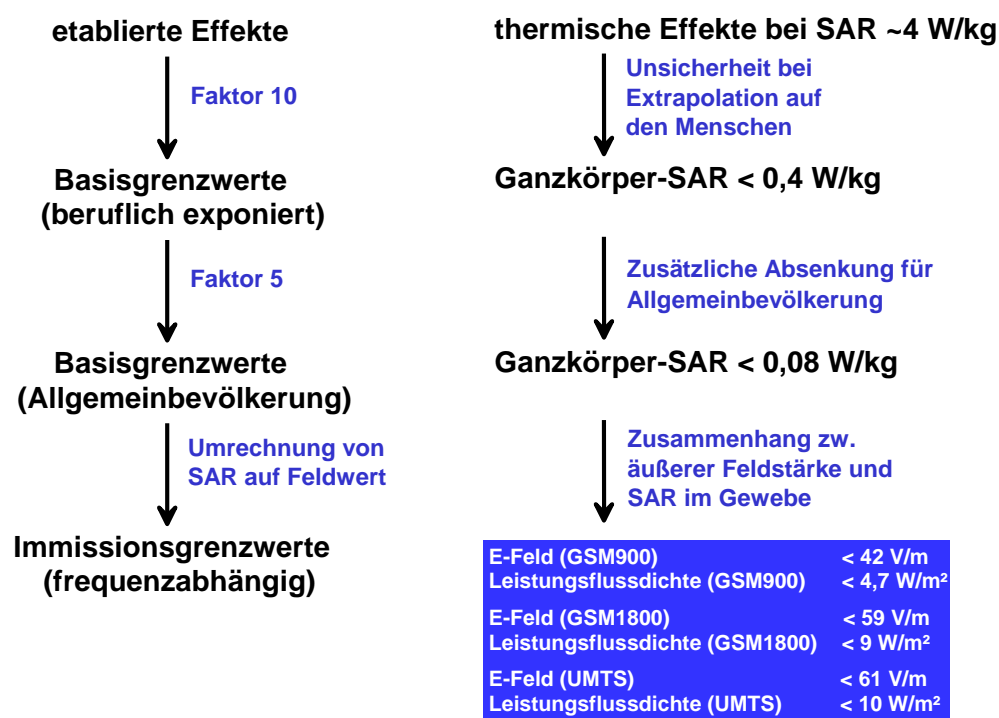 etablierte Effekte
Faktor 10
Basisgrenzwerte
(beruflich exponiert)
Faktor 5
Basisgrenzwerte
(Allgemeinbevölkerung)
Umrechnung von
SAR auf Feldwert
Immissionsgrenzwerte
(frequenzabhängig)
thermische Effekte bei SAR ~4 W/kg
Unsicherheit bei
Extrapolation auf
den Menschen
Ganzkörper-SAR < 0,4 W/kg
Zusätzliche Absenkung für
Allgemeinbevölkerung
Ganzkörper-SAR < 0,08 W/kg
Zusammenhang zw.
äußerer Feldstärke und
SAR im Gewebe
E-Feld (GSM900) < 42 V/m
Leistungsflussdichte (GSM900) < 4,7 W/m²
E-Feld (GSM1800) < 59 V/m
Leistungsflussdichte (GSM1800) < 9 W/m²
E-Feld (UMTS) < 61 V/m
Leistungsflussdichte (UMTS) < 10 W/m²